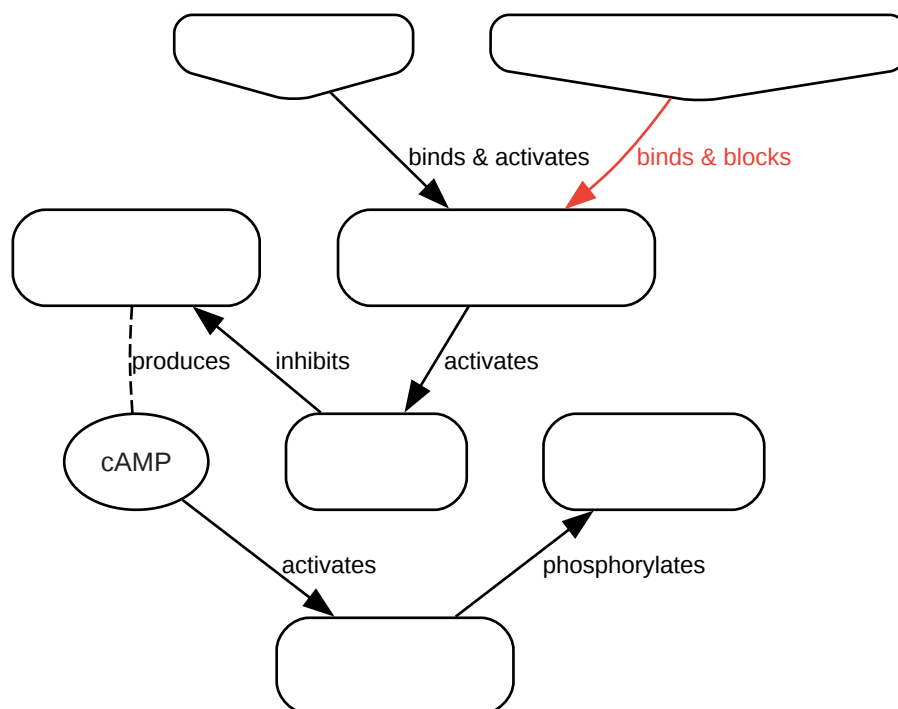 binds & activates
binds & blocks
produces
inhibits
activates
cAMP
activates
phosphorylates